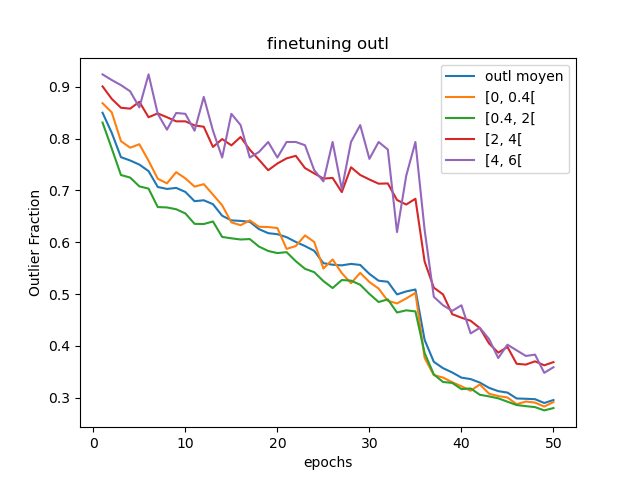 finetuning outl
outl moyen
[0, 0.4[
[0.4, 2[
[2, 4[
[4, 6[
Outlier Fraction
0.9
0.8
0.7
0.6
0.5
0.4
0.3
0 10 20 30 40 50
epochs